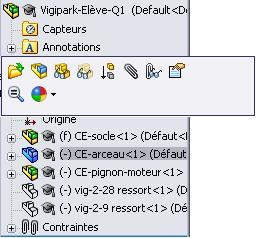 Vigipark-Elève-Q1 (Default<De
Capteurs
Annotations
Origine
(f) CE-socle<1> (Défaut
(-) CE-arceau<1> (Défaut
(-) CE-pignon-moteur<1>
(-) vig-2-28 ressort<1> (D
(-) vig-2-9 ressort<1> (Dé
Contraintes